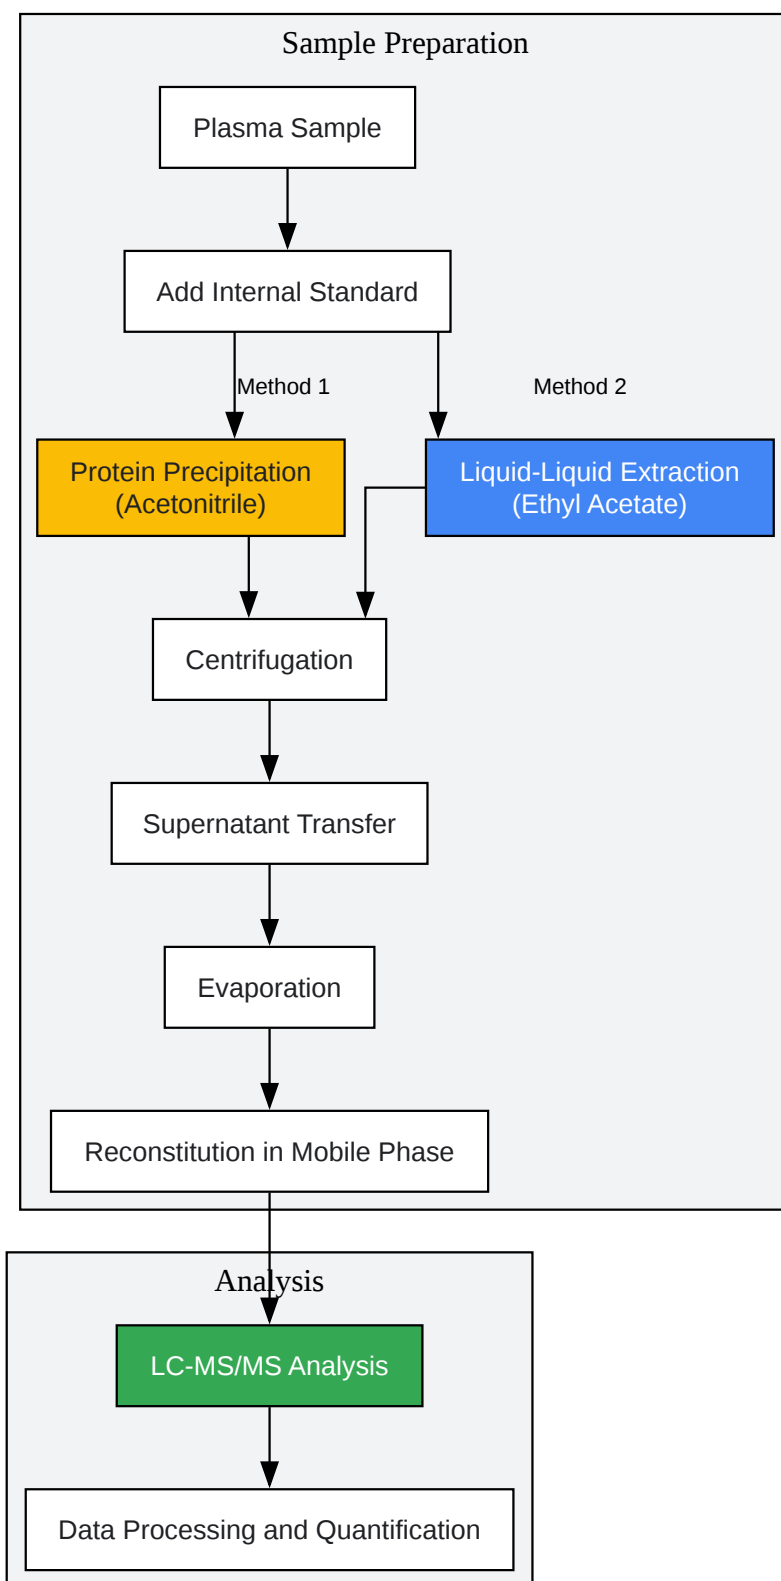 Sample Preparation
Plasma Sample
Add Internal Standard
Method 1
Method 2
Protein Precipitation
(Acetonitrile)
Liquid-Liquid Extraction
(Ethyl Acetate)
Centrifugation
Supernatant Transfer
Evaporation
Reconstitution in Mobile Phase
Analysis
LC-MS/MS Analysis
Data Processing and Quantification